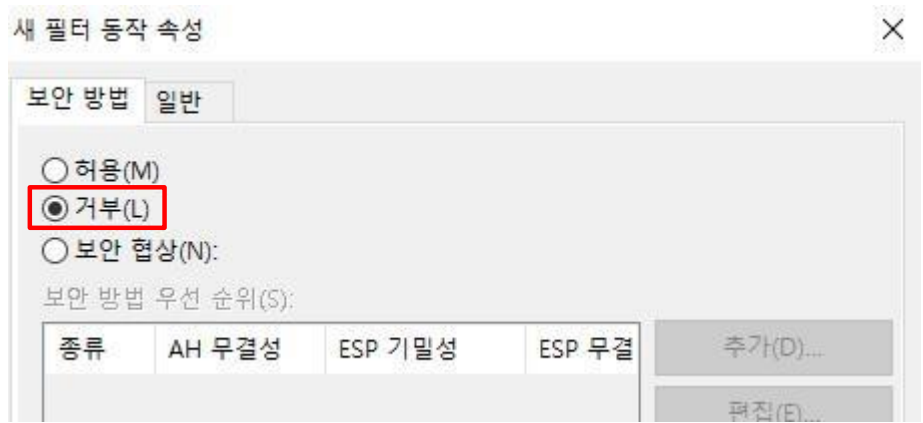 새 필터 동작 속성
보안 방법 일반
허용(M)
거부(L)
보안 협상(N):
보안 방법 우선 순위(S):
종류 AH 무결성 ESP 기밀성 ESP 무결
추가(D)...
편집(E)...